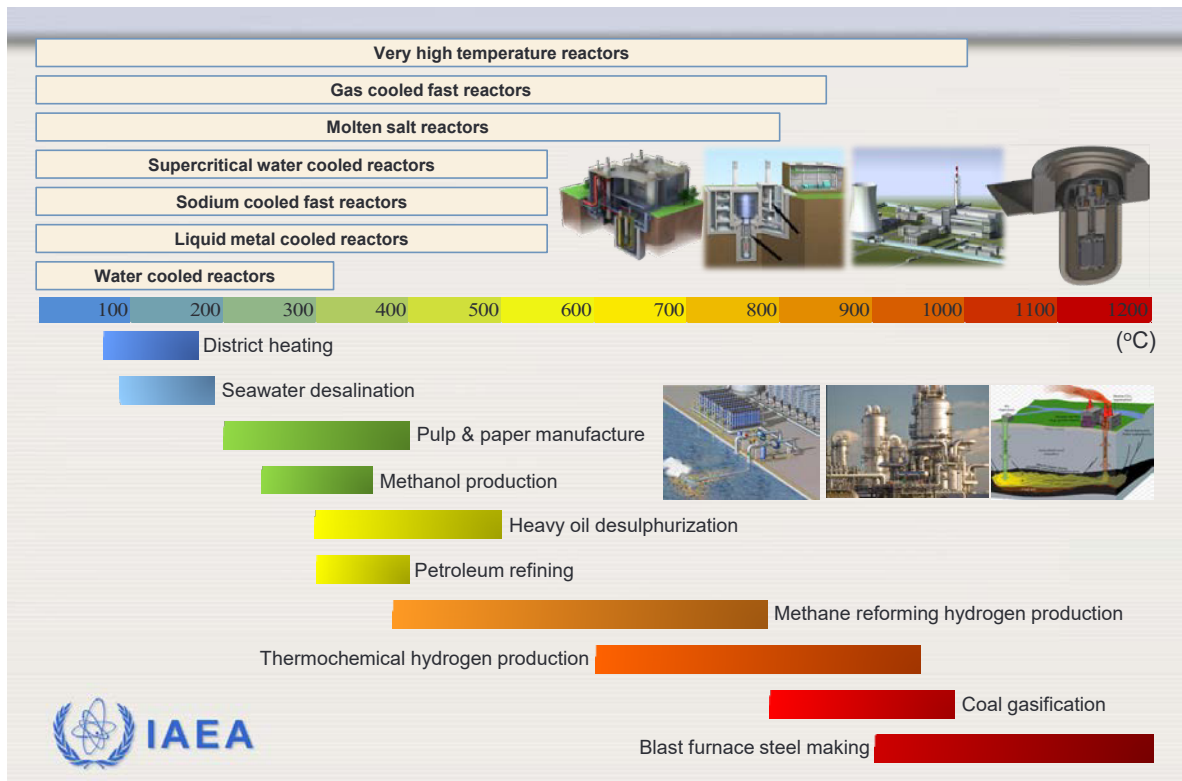 Very high temperature reactors
Gas cooled fast reactors
Molten salt reactors
Supercritical water cooled reactors
Sodium cooled fast reactors
Liquid metal cooled reactors
Water cooled reactors
100 200 300 400 500 600 700 800 900 1000 1100 1200
(°C)
District heating
Seawater desalination
Pulp & paper manufacture
Methanol production
Heavy oil desulphurization
Petroleum refining
Methane reforming hydrogen production
Thermochemical hydrogen production
Coal gasification
Blast furnace steel making
IAEA